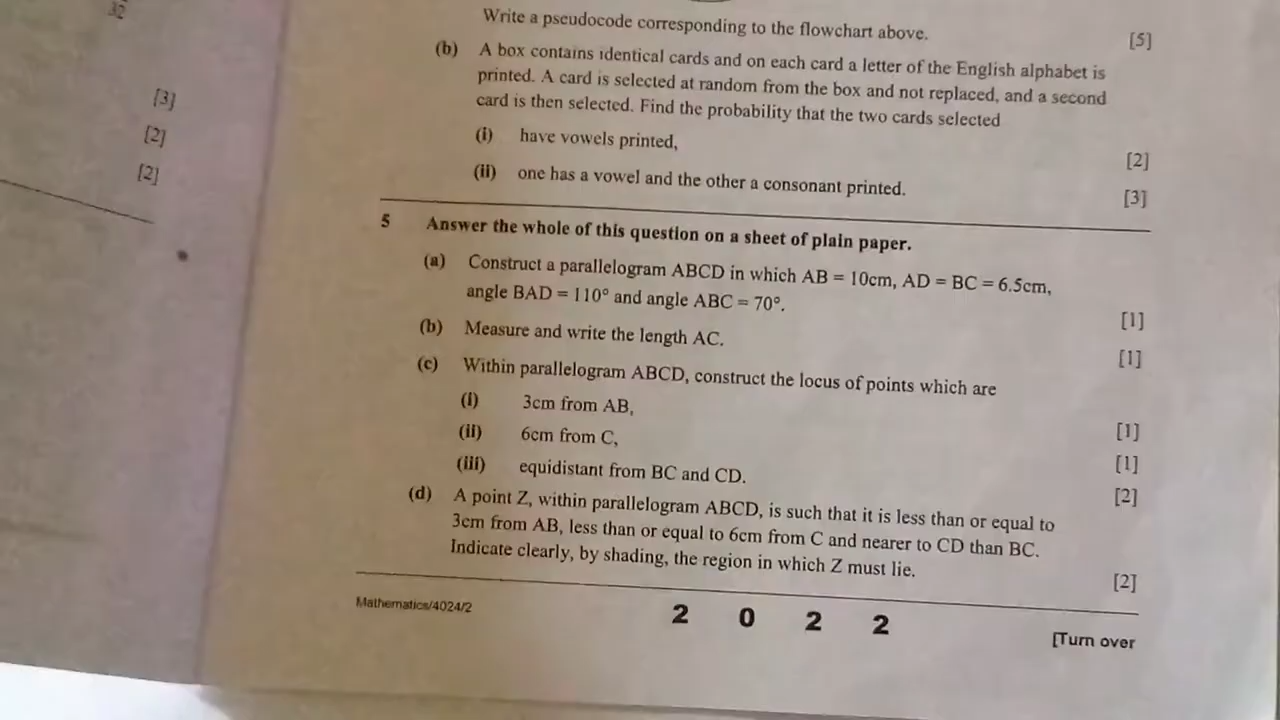 32
[3]
[2]
[2]
Write a pseudocode corresponding to the flowchart above. [5]
(b) A box contains identical cards and on each card a letter of the English alphabet is
printed. A card is selected at random from the box and not replaced, and a second
card is then selected. Find the probability that the two cards selected
(i) have vowels printed, [2]
(ii) one has a vowel and the other a consonant printed. [3]
5 Answer the whole of this question on a sheet of plain paper.
(a) Construct a parallelogram ABCD in which AB = 10cm, AD = BC = 6.5cm,
angle BAD = 110° and angle ABC = 70°. [1]
(b) Measure and write the length AC. [1]
(c) Within parallelogram ABCD, construct the locus of points which are
(i) 3cm from AB, [1]
(ii) 6cm from C, [1]
(iii) equidistant from BC and CD. [2]
(d) A point Z, within parallelogram ABCD, is such that it is less than or equal to
3cm from AB, less than or equal to 6cm from C and nearer to CD than BC.
Indicate clearly, by shading, the region in which Z must lie. [2]
Mathematics/4024/2
2 0 2 2
[Turn over